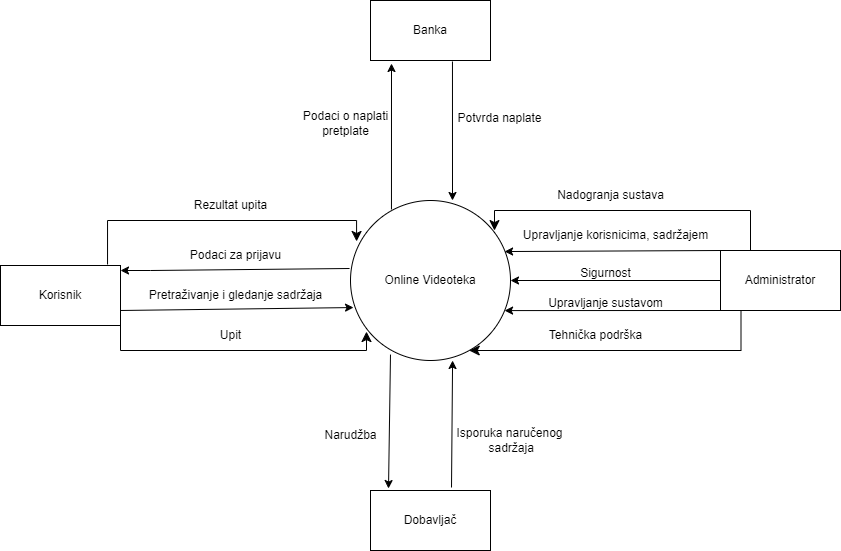 Banka
Podaci o naplati
pretplate
Potvrda naplate
Rezultat upita
Nadogranja sustava
Podaci za prijavu
Upravljanje korisnicima, sadržajem
Korisnik
Pretraživanje i gledanje sadržaja
Online Videoteka
Sigurnost
Administrator
Upravljanje sustavom
Upit
Tehnička podrška
Narudžba
Isporuka naručenog
sadržaja
Dobavljač